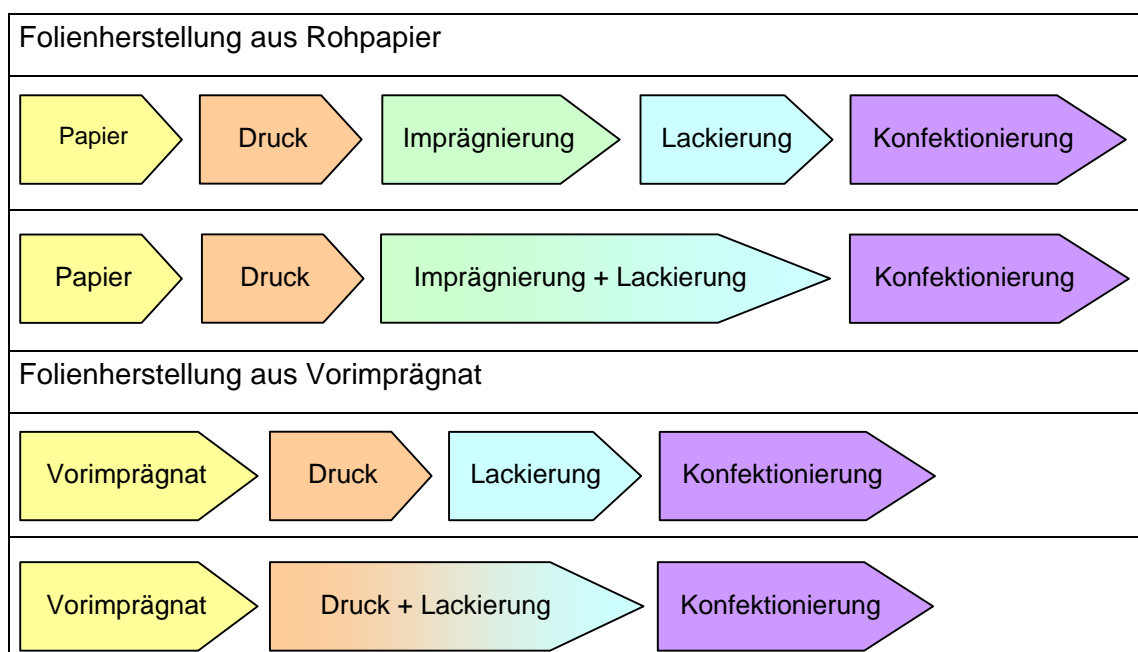 Folienherstellung aus Rohpapier
Papier Druck Imprägnierung Lackierung Konfektionierung
Papier Druck Imprägnierung + Lackierung Konfektionierung
Folienherstellung aus Vorimprägnat
Vorimprägnat Druck Lackierung Konfektionierung
Vorimprägnat Druck + Lackierung Konfektionierung